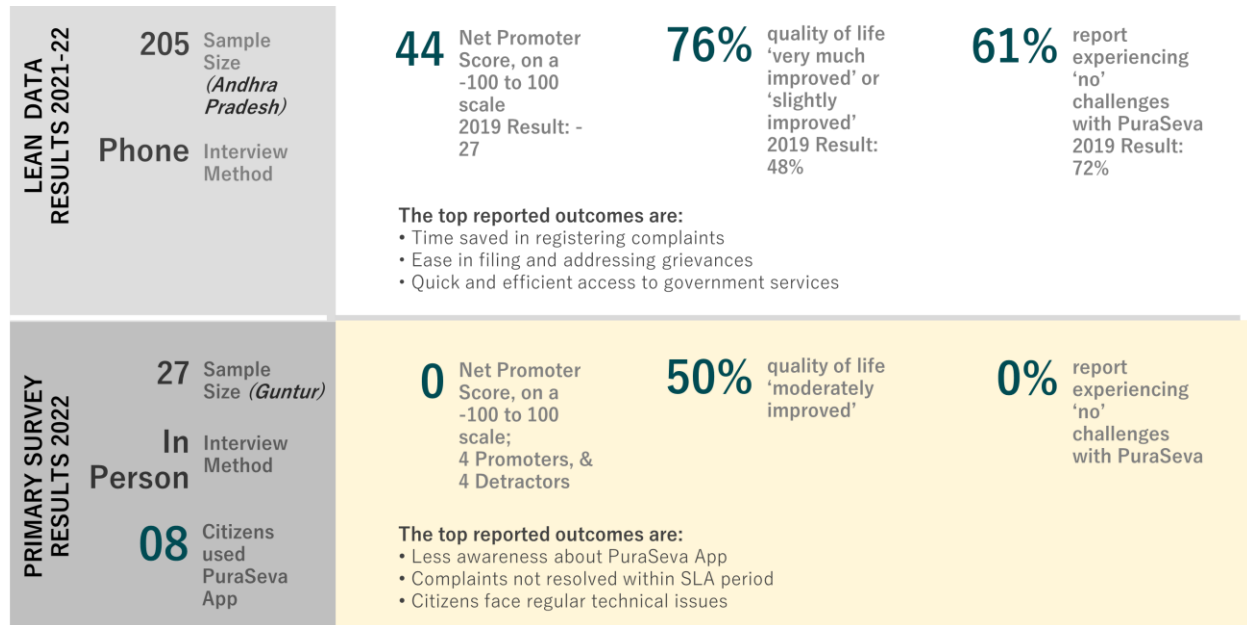 LEAN DATA
RESULTS 2021-22
205
Sample
Size
(Andhra
Pradesh)
Phone
Interview
Method
44
Net Promoter
Score, on a
-100 to 100
scale
2019 Result: -
27
76%
quality of life
‘very much
improved’ or
‘slightly
improved’
2019 Result:
48%
61%
report
experiencing
‘no’
challenges
with PuraSeva
2019 Result:
72%
The top reported outcomes are:
• Time saved in registering complaints
• Ease in filing and addressing grievances
• Quick and efficient access to government services
PRIMARY SURVEY
RESULTS 2022
27
Sample
Size (Guntur)
In
Person
Interview
Method
08
Citizens
used
PuraSeva
App
0
Net Promoter
Score, on a
-100 to 100
scale;
4 Promoters, &
4 Detractors
50%
quality of life
‘moderately
improved’
0%
report
experiencing
‘no’
challenges
with PuraSeva
The top reported outcomes are:
• Less awareness about PuraSeva App
• Complaints not resolved within SLA period
• Citizens face regular technical issues